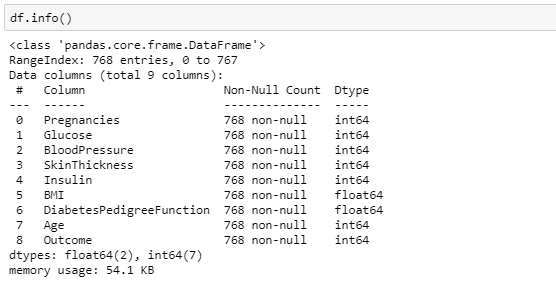 df.info()
<class 'pandas.core.frame.DataFrame'>
RangeIndex: 768 entries, 0 to 767
Data columns (total 9 columns):
 #   Column                    Non-Null Count  Dtype
---  ------                    --------------  -----
 0   Pregnancies               768 non-null    int64
 1   Glucose                   768 non-null    int64
 2   BloodPressure             768 non-null    int64
 3   SkinThickness             768 non-null    int64
 4   Insulin                   768 non-null    int64
 5   BMI                       768 non-null    float64
 6   DiabetesPedigreeFunction  768 non-null    float64
 7   Age                       768 non-null    int64
 8   Outcome                   768 non-null    int64
dtypes: float64(2), int64(7)
memory usage: 54.1 KB